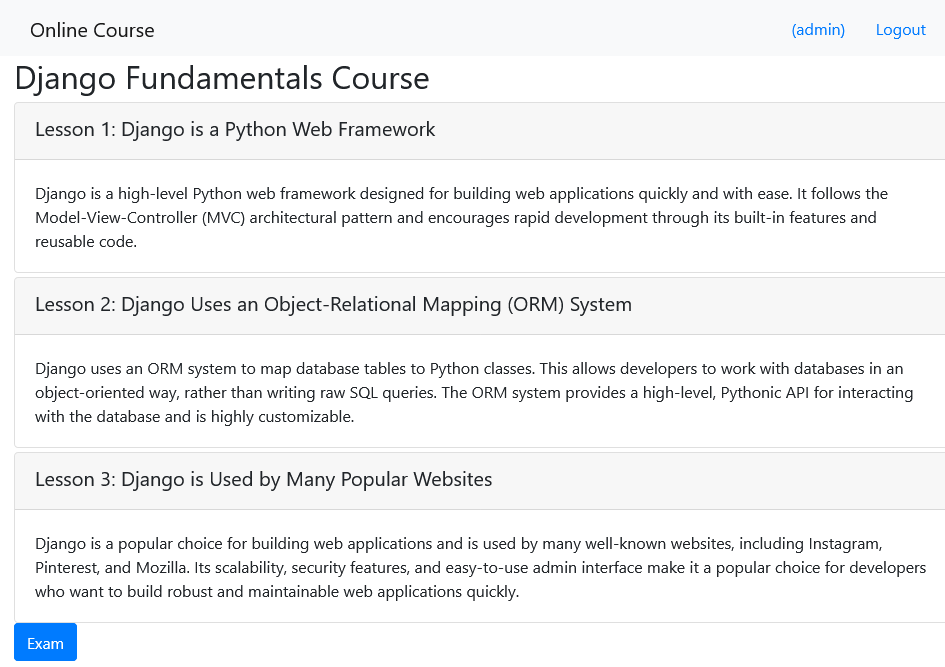 Online Course
(admin)
Logout
Django Fundamentals Course
Lesson 1: Django is a Python Web Framework
Django is a high-level Python web framework designed for building web applications quickly and with ease. It follows the
Model-View-Controller (MVC) architectural pattern and encourages rapid development through its built-in features and
reusable code.
Lesson 2: Django Uses an Object-Relational Mapping (ORM) System
Django uses an ORM system to map database tables to Python classes. This allows developers to work with databases in an
object-oriented way, rather than writing raw SQL queries. The ORM system provides a high-level, Pythonic API for interacting
with the database and is highly customizable.
Lesson 3: Django is Used by Many Popular Websites
Django is a popular choice for building web applications and is used by many well-known websites, including Instagram,
Pinterest, and Mozilla. Its scalability, security features, and easy-to-use admin interface make it a popular choice for developers
who want to build robust and maintainable web applications quickly.
Exam